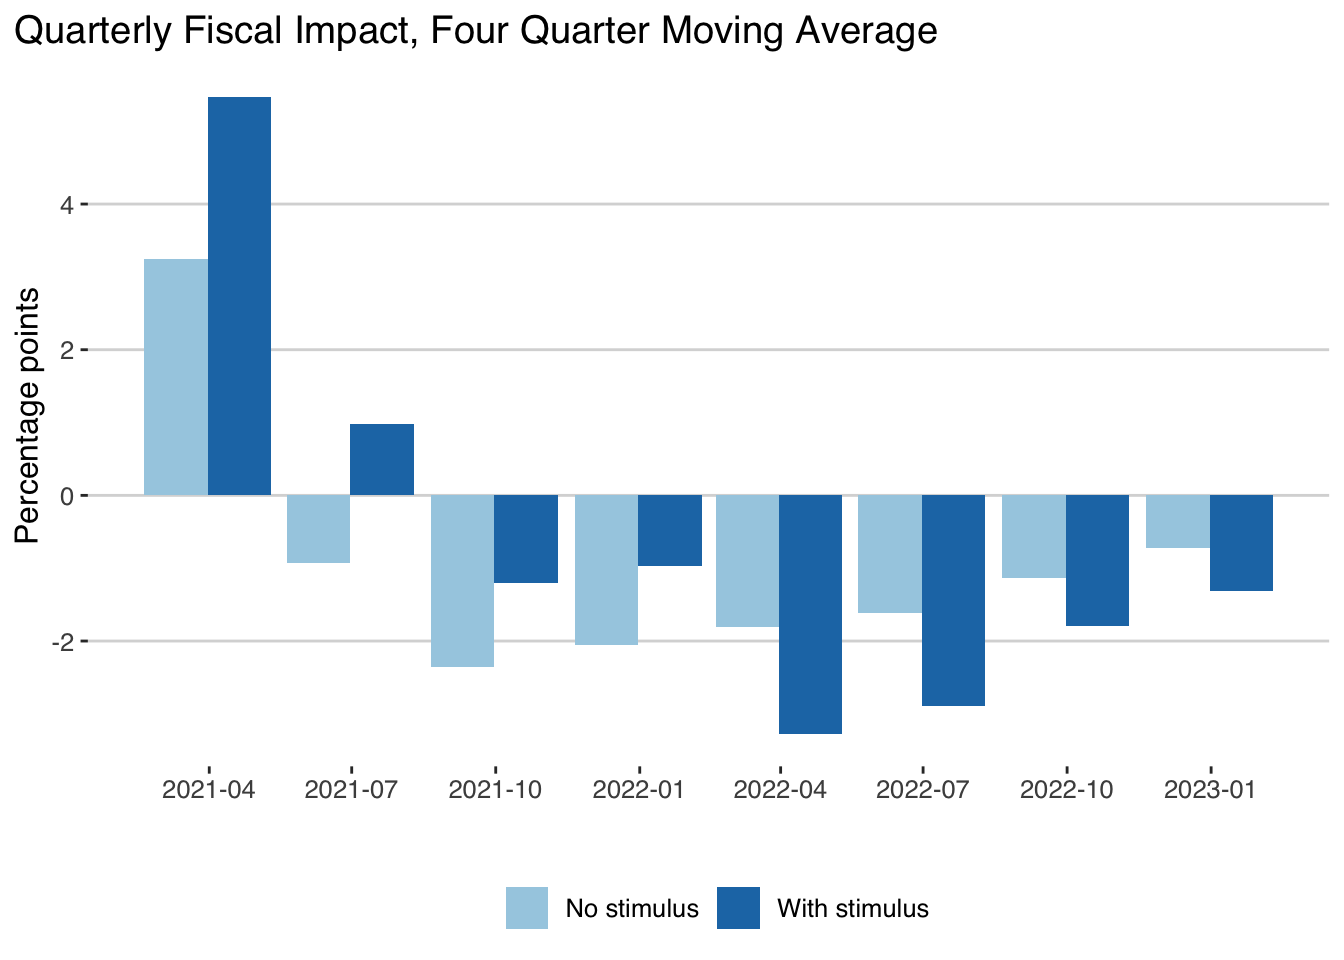 Quarterly Fiscal Impact, Four Quarter Moving Average
Percentage points
4
2
0
-2
2021-04 2021-07 2021-10 2022-01 2022-04 2022-07 2022-10 2023-01
No stimulus With stimulus